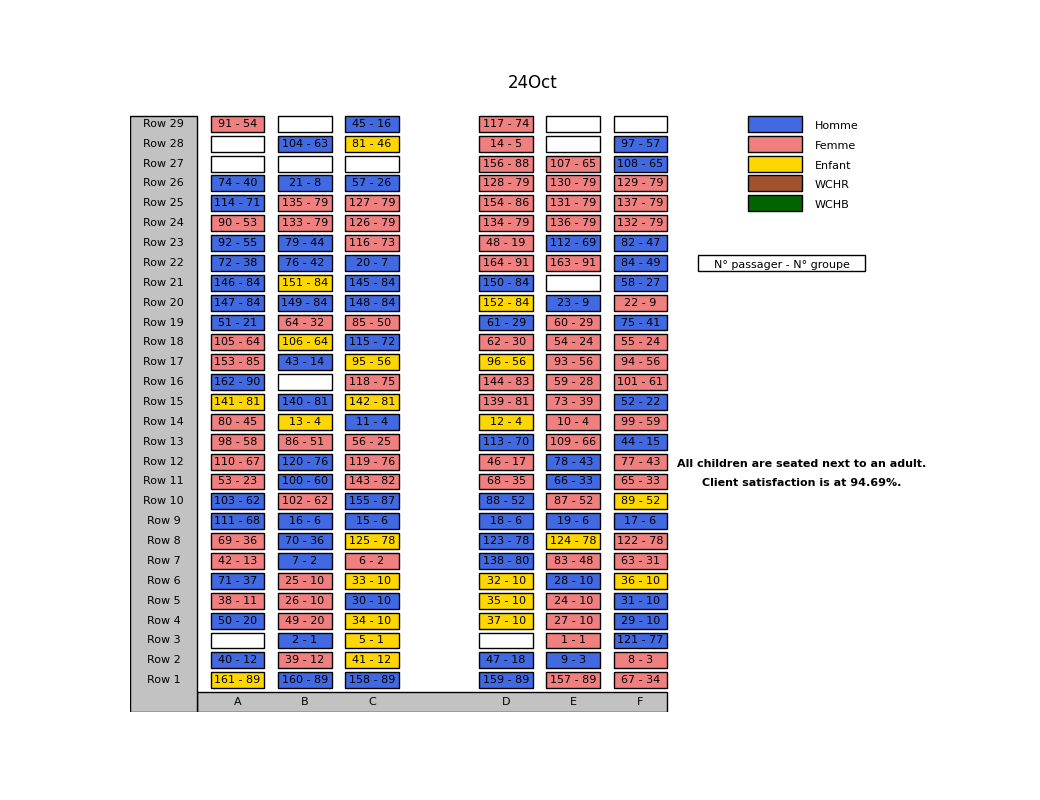 24Oct
Row 29 91 - 54 45 - 16 117 - 74 Homme
Row 28 104 - 63 81 - 46 14 - 5 97 - 57 Femme
Row 27 156 - 88 107 - 65 108 - 65 Enfant
Row 26 74 - 40 21 - 8 57 - 26 128 - 79 130 - 79 129 - 79 WCHR
Row 25 114 - 71 135 - 79 127 - 79 154 - 86 131 - 79 137 - 79 WCHB
Row 24 90 - 53 133 - 79 126 - 79 134 - 79 136 - 79 132 - 79
Row 23 92 - 55 79 - 44 116 - 73 48 - 19 112 - 69 82 - 47
Row 22 72 - 38 76 - 42 20 - 7 164 - 91 163 - 91 84 - 49 N° passager - N° groupe
Row 21 146 - 84 151 - 84 145 - 84 150 - 84 58 - 27
Row 20 147 - 84 149 - 84 148 - 84 152 - 84 23 - 9 22 - 9
Row 19 51 - 21 64 - 32 85 - 50 61 - 29 60 - 29 75 - 41
Row 18 105 - 64 106 - 64 115 - 72 62 - 30 54 - 24 55 - 24
Row 17 153 - 85 43 - 14 95 - 56 96 - 56 93 - 56 94 - 56
Row 16 162 - 90 118 - 75 144 - 83 59 - 28 101 - 61
Row 15 141 - 81 140 - 81 142 - 81 139 - 81 73 - 39 52 - 22
Row 14 80 - 45 13 - 4 11 - 4 12 - 4 10 - 4 99 - 59
Row 13 98 - 58 86 - 51 56 - 25 113 - 70 109 - 66 44 - 15
Row 12 110 - 67 120 - 76 119 - 76 46 - 17 78 - 43 77 - 43 All children are seated next to an adult.
Row 11 53 - 23 100 - 60 143 - 82 68 - 35 66 - 33 65 - 33 Client satisfaction is at 94.69%.
Row 10 103 - 62 102 - 62 155 - 87 88 - 52 87 - 52 89 - 52
Row 9 111 - 68 16 - 6 15 - 6 18 - 6 19 - 6 17 - 6
Row 8 69 - 36 70 - 36 125 - 78 123 - 78 124 - 78 122 - 78
Row 7 42 - 13 7 - 2 6 - 2 138 - 80 83 - 48 63 - 31
Row 6 71 - 37 25 - 10 33 - 10 32 - 10 28 - 10 36 - 10
Row 5 38 - 11 26 - 10 30 - 10 35 - 10 24 - 10 31 - 10
Row 4 50 - 20 49 - 20 34 - 10 37 - 10 27 - 10 29 - 10
Row 3 2 - 1 5 - 1 1 - 1 121 - 77
Row 2 40 - 12 39 - 12 41 - 12 47 - 18 9 - 3 8 - 3
Row 1 161 - 89 160 - 89 158 - 89 159 - 89 157 - 89 67 - 34
A B C D E F